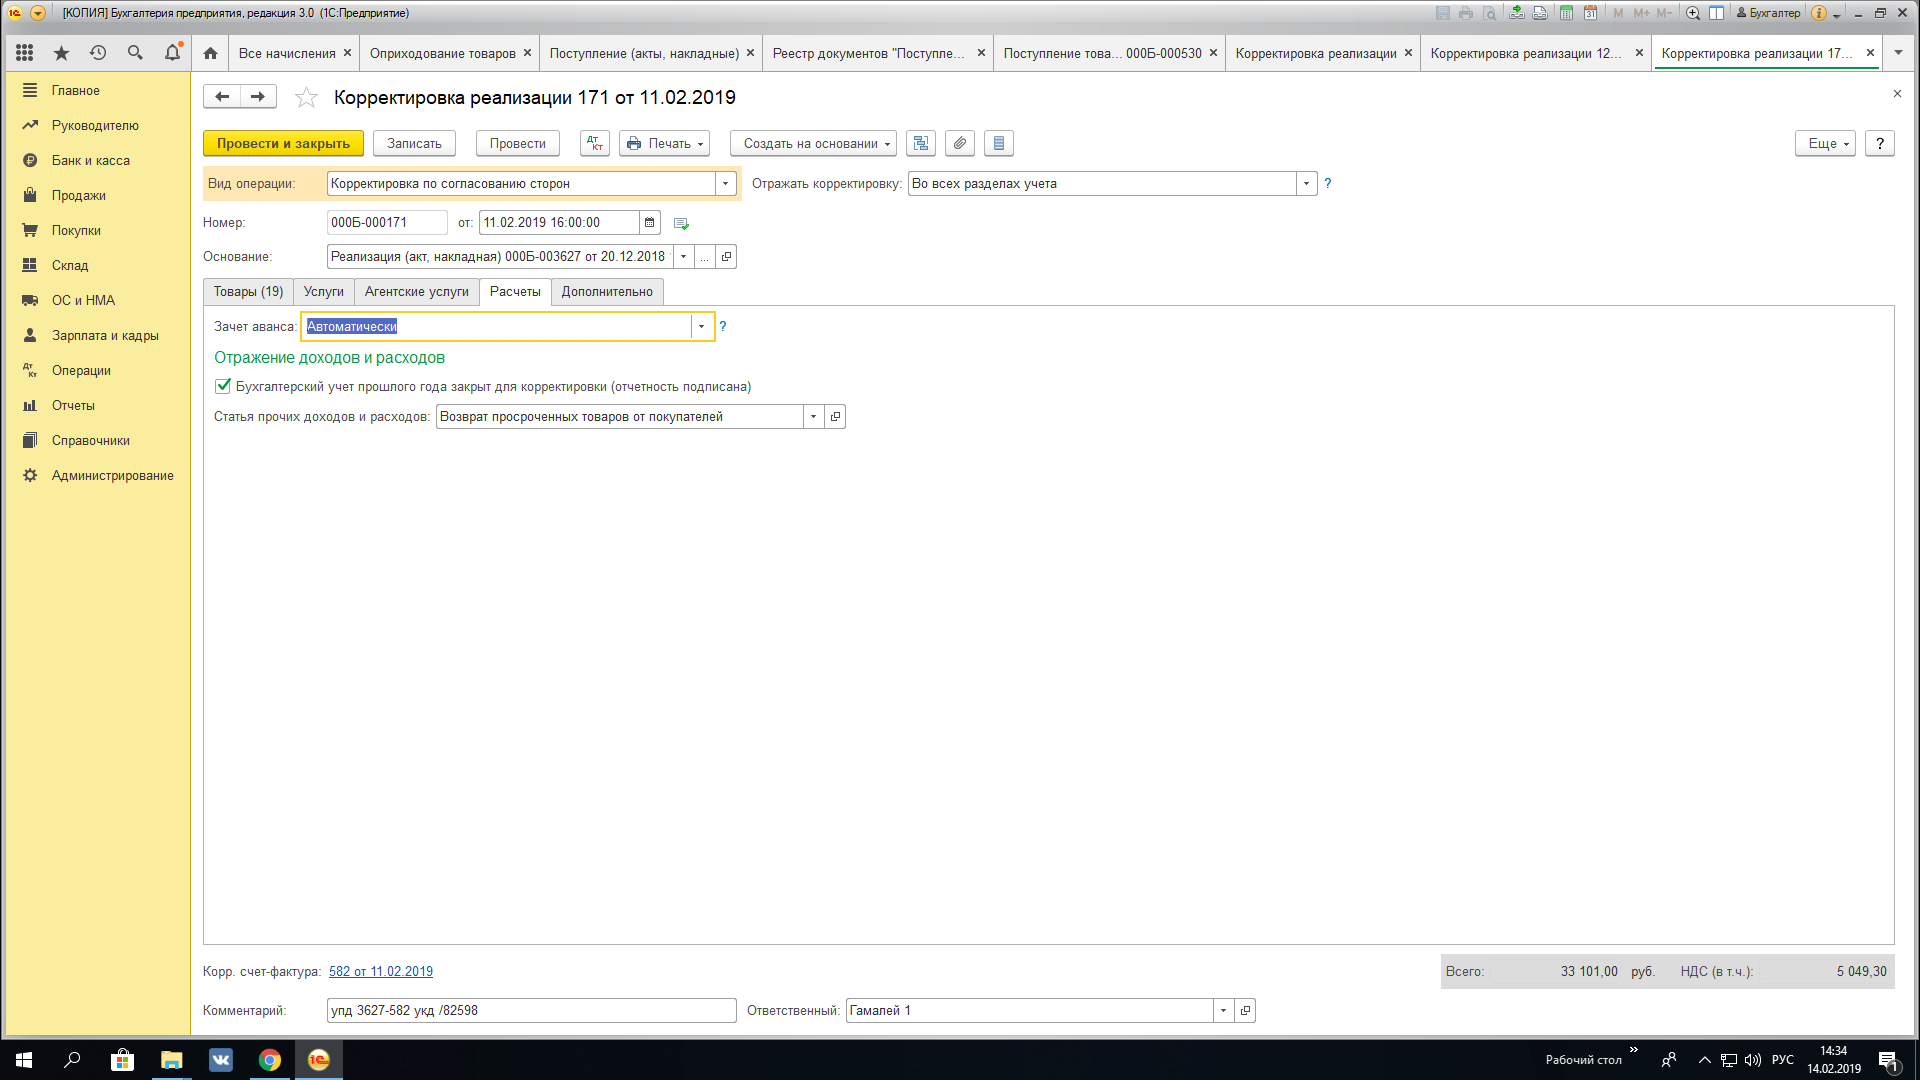 [КОПИЯ] Бухгалтерия предприятия, редакция 3.0 (1С:Предприятие)
M M+ M- Бухгалтер
Все начисления
Оприходование товаров
Поступление (акты, накладные)
Реестр документов "Поступле...
Поступление това... 000Б-000530
Корректировка реализации
Корректировка реализации 12...
Корректировка реализации 17...
Главное
Руководителю
Банк и касса
Продажи
Покупки
Склад
ОС и НМА
Зарплата и кадры
Операции
Отчеты
Справочники
Администрирование
Корректировка реализации 171 от 11.02.2019
Провести и закрыть Записать Провести Дт Кт Печать Создать на основании Еще ?
Вид операции: Корректировка по согласованию сторон Отражать корректировку: Во всех разделах учета ?
Номер: 000Б-000171 от: 11.02.2019 16:00:00
Основание: Реализация (акт, накладная) 000Б-003627 от 20.12.2018 ...
Товары (19) Услуги Агентские услуги Расчеты Дополнительно
Зачет аванса: Автоматически ?
Отражение доходов и расходов
Бухгалтерский учет прошлого года закрыт для корректировки (отчетность подписана)
Статья прочих доходов и расходов: Возврат просроченных товаров от покупателей
Корр. счет-фактура: 582 от 11.02.2019 Всего: 33 101,00 руб. НДС (в т.ч.): 5 049,30
Комментарий: упд 3627-582 укд /82598 Ответственный: Гамалей 1
Рабочий стол » РУС 14:34
14.02.2019 1